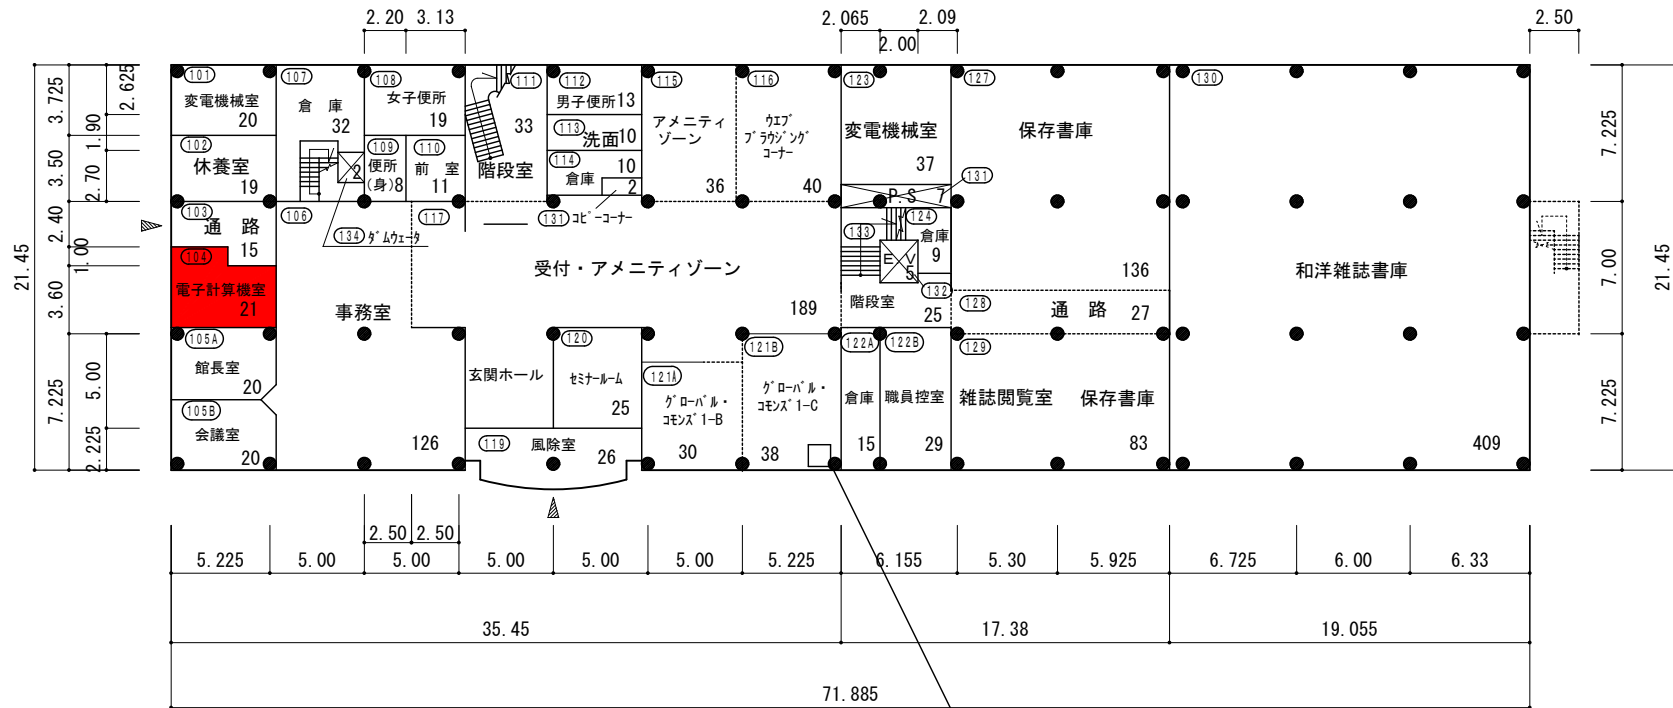 2.20 3.13
2.065 2.09
2.00
2.50
101
変電機械室
20
107
倉 庫
32
108
女子便所
19
111
33
階段室
112
男子便所13
113
洗面10
114
10
倉庫
2
115
アメニティ
ゾーン
36
116
ウエブ
ブラウジング
コーナー
40
123
変電機械室
37
127
保存書庫
130
102
休養室
19
2
109
便所
(身)8
110
前 室
11
P.S 7
131
103
通 路
15
106
117
131 コピーコーナー
134 ダムウェータ
133
124
倉庫
9
E V
5
132
階段室
25
104
電子計算機室
21
受付・アメニティゾーン
189
事務室
136
128
通 路 27
和洋雑誌書庫
105A
館長室
20
105B
会議室
20
126
玄関ホール
120
セミナールーム
25
119 風除室
26
121A
グローバル・
コモンズ1-B
30
121B
グローバル・
コモンズ1-C
38
122A
倉庫
15
122B
職員控室
29
129
雑誌閲覧室 保存書庫
83
409
21.45
3.725
3.50
2.40
1.00
3.60
7.225
2.625
1.90
2.70
5.00
2.225
7.225
7.00
7.225
21.45
2.50 2.50
5.225 5.00 5.00 5.00 5.00 5.00 5.225 6.155 5.30 5.925 6.725 6.00 6.33
35.45 17.38 19.055
71.885